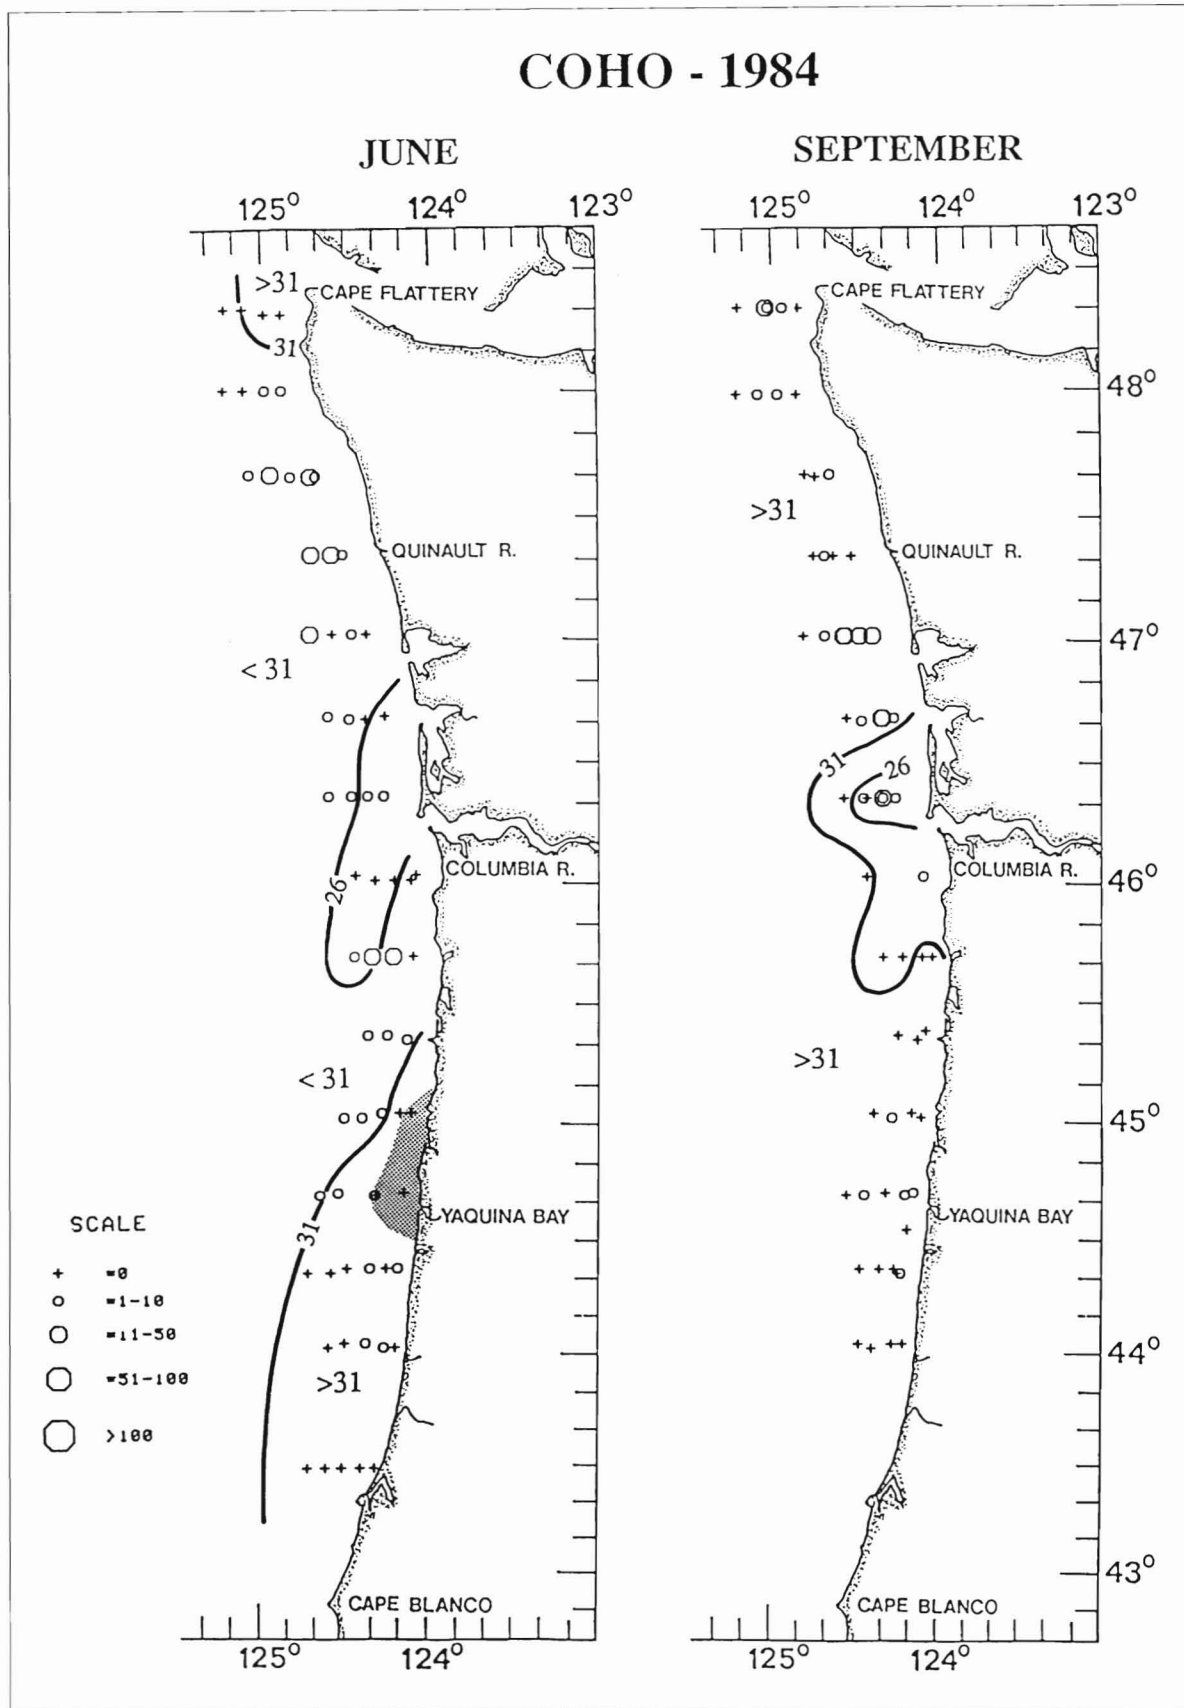 COHO - 1984
JUNE
SEPTEMBER
125° 124° 123°
125° 124° 123°
>31
CAPE FLATTERY
31
CAPE FLATTERY
48°
>31
QUINAULT R.
QUINAULT R.
47°
< 31
31
26
COLUMBIA R.
COLUMBIA R.
26
46°
< 31
>31
45°
YAQUINA BAY
YAQUINA BAY
31
SCALE
+ =0
○ =1-10
○ =11-50
○ =51-100
○ >100
44°
>31
43°
CAPE BLANCO
CAPE BLANCO
125° 124°
125° 124°